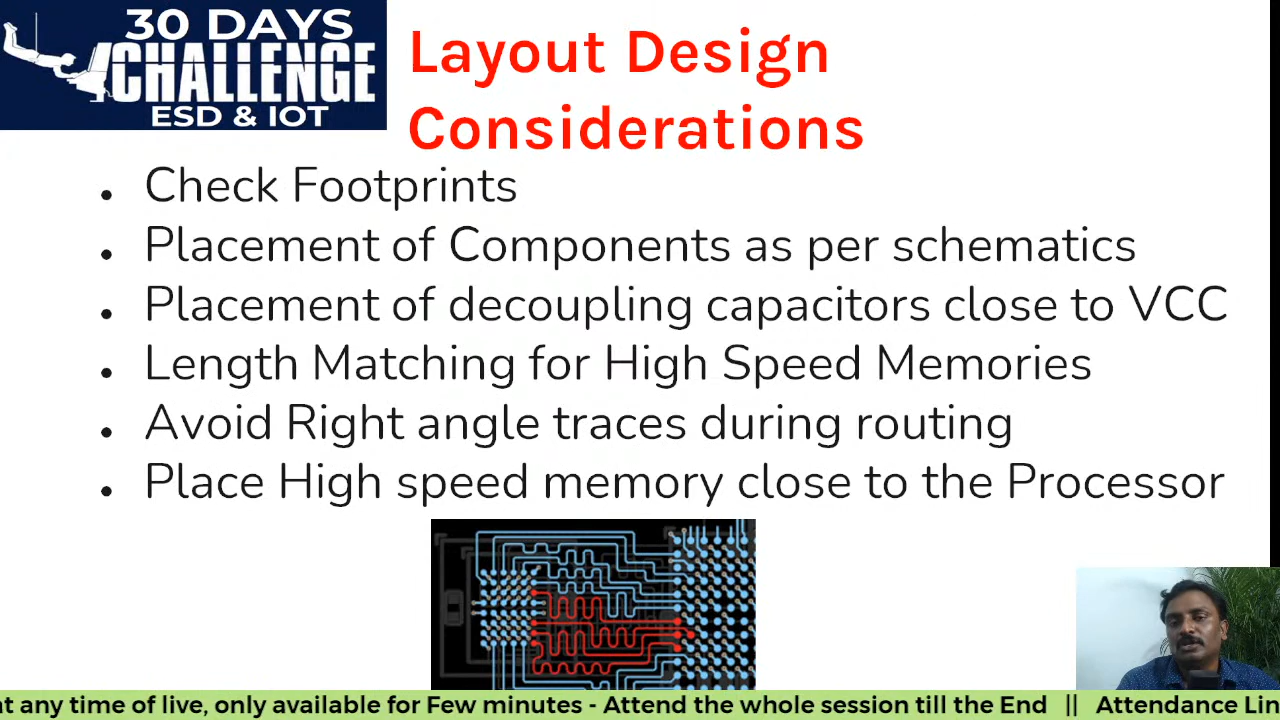 30 DAYS
CHALLENGE
ESD & IOT
Layout Design
Considerations
• Check Footprints
• Placement of Components as per schematics
• Placement of decoupling capacitors close to VCC
• Length Matching for High Speed Memories
• Avoid Right angle traces during routing
• Place High speed memory close to the Processor
at any time of live, only available for Few minutes - Attend the whole session till the End || Attendance Lin